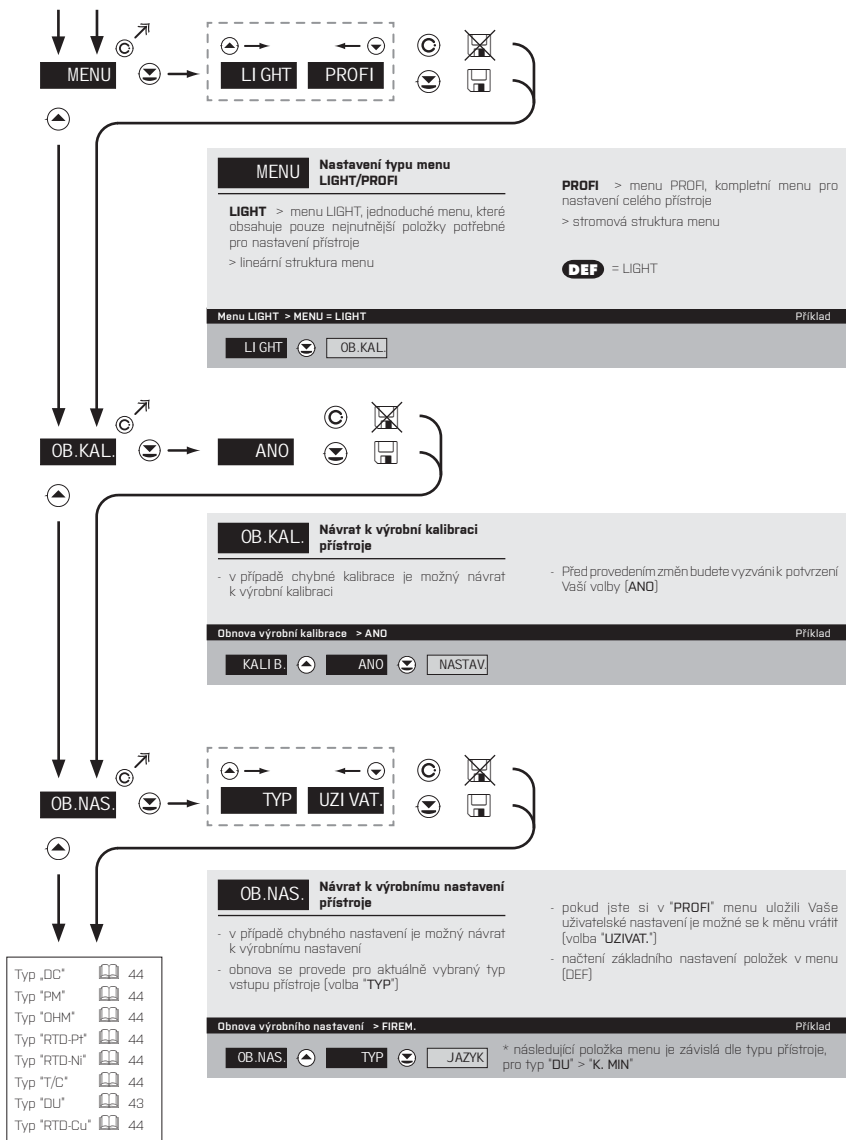 MENU
LIGHT PROFI
MENU
Nastavení typu menu
LIGHT/PROFI
LIGHT > menu LIGHT, jednoduché menu, které
obsahuje pouze nejnutnější položky potřebné
pro nastavení přístroje
> lineární struktura menu
PROFI > menu PROFI, kompletní menu pro
nastavení celého přístroje
> stromová struktura menu
DEF = LIGHT
Menu LIGHT > MENU = LIGHT Příklad
LIGHT OB.KAL.
OB.KAL. ANO
OB.KAL.
Návrat k výrobní kalibraci
přístroje
- v případě chybné kalibrace je možný návrat
k výrobní kalibraci
- Před provedením změn budete vyzváni k potvrzení
Vaší volby (ANO)
Obnova výrobní kalibrace > ANO Příklad
KALIB. ANO NASTAV.
OB.NAS. TYP UZIVAT.
OB.NAS.
Návrat k výrobnímu nastavení
přístroje
- v případě chybného nastavení je možný návrat
k výrobnímu nastavení
- obnova se provede pro aktuálně vybraný typ
vstupu přístroje (volba "TYP")
- pokud jste si v "PROFI" menu uložili Vaše
uživatelské nastavení je možné se k měnu vrátit
(volba "UZIVAT.")
- načtení základního nastavení položek v menu
(DEF)
Obnova výrobního nastavení > FIREM. Příklad
OB.NAS. TYP JAZYK
* následující položka menu je závislá dle typu přístroje,
pro typ "DU" > "K. MIN"
Typ „DC" 44
Typ "PM" 44
Typ "OHM" 44
Typ "RTD-Pt" 44
Typ "RTD-Ni" 44
Typ "T/C" 44
Typ "DU" 43
Typ "RTD-Cu" 44